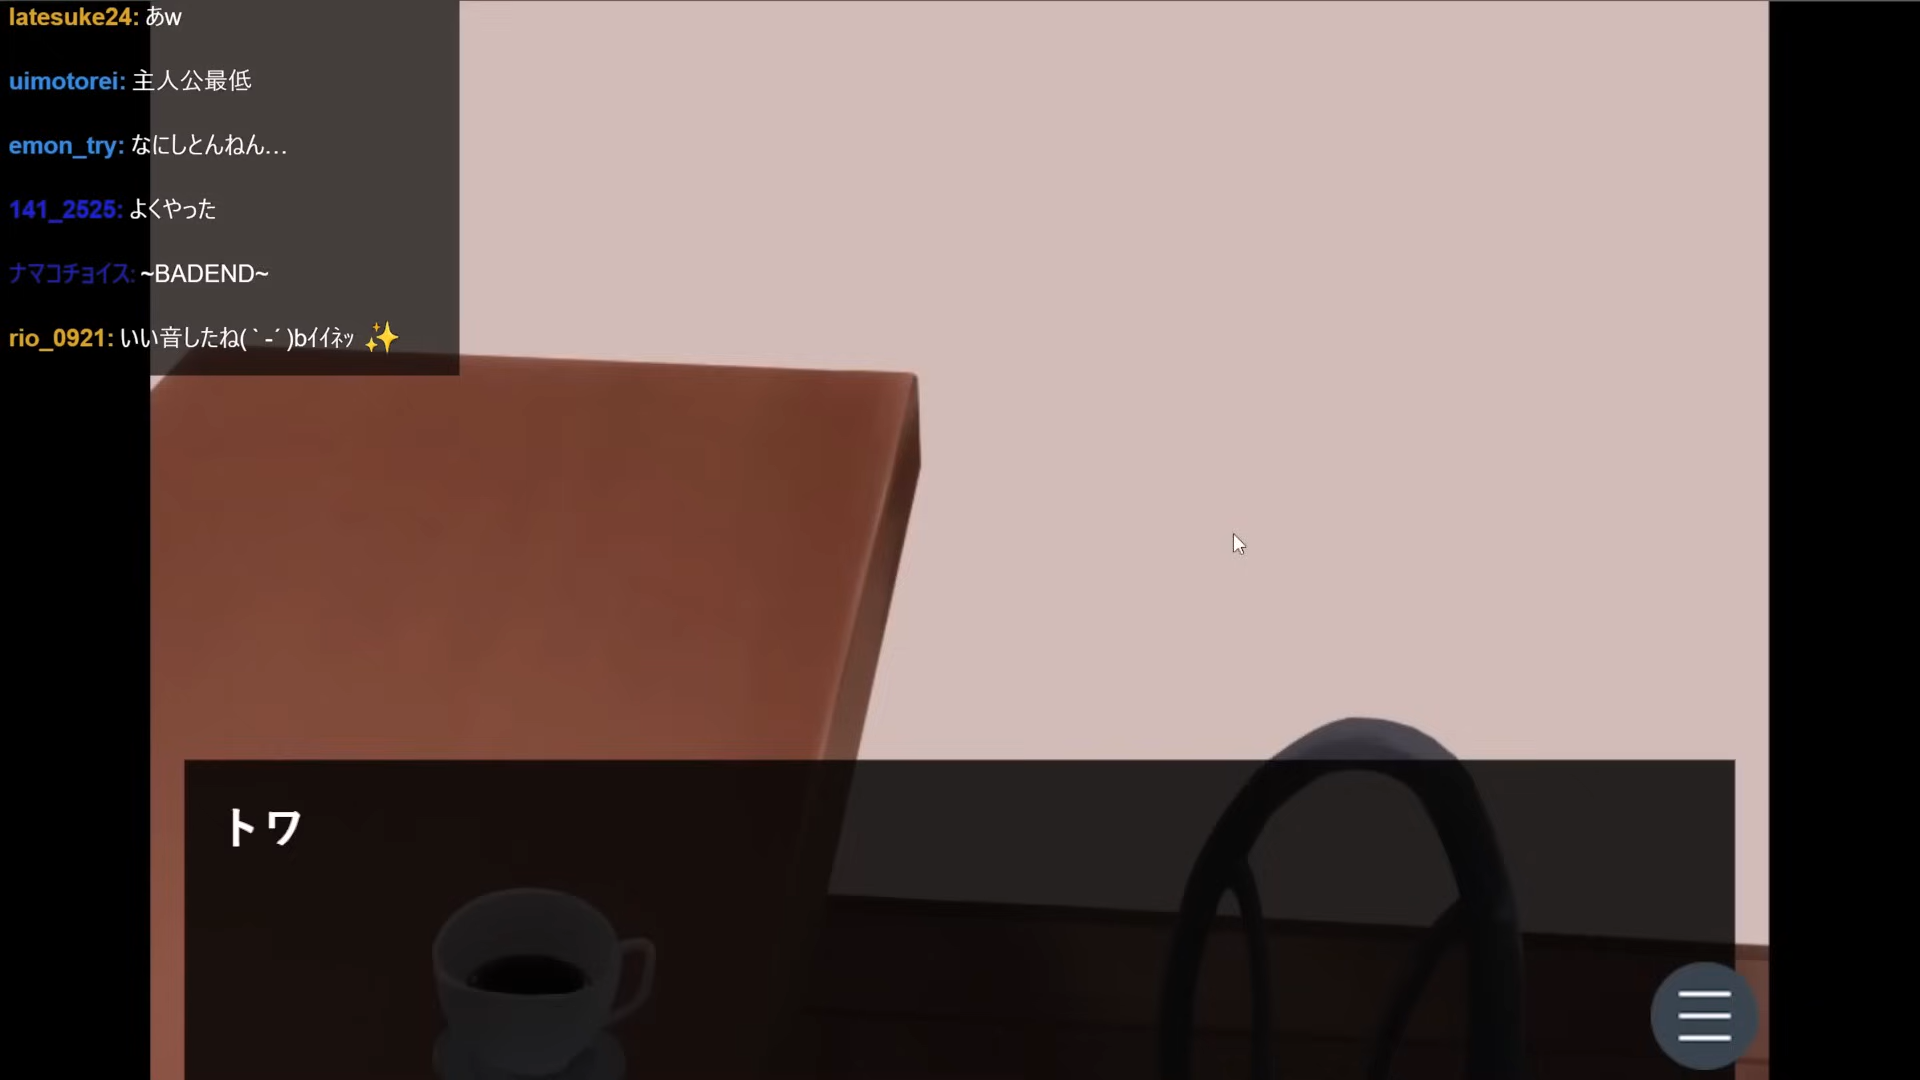 latesuke24: あw
uimotorei: 主人公最低
emon_try: なにしとんねん…
141_2525: よくやった
ナマコチョイス: ~BADEND~
rio_0921: いい音したね( ` -´ )bｲｲﾈｯ ✨
トワ